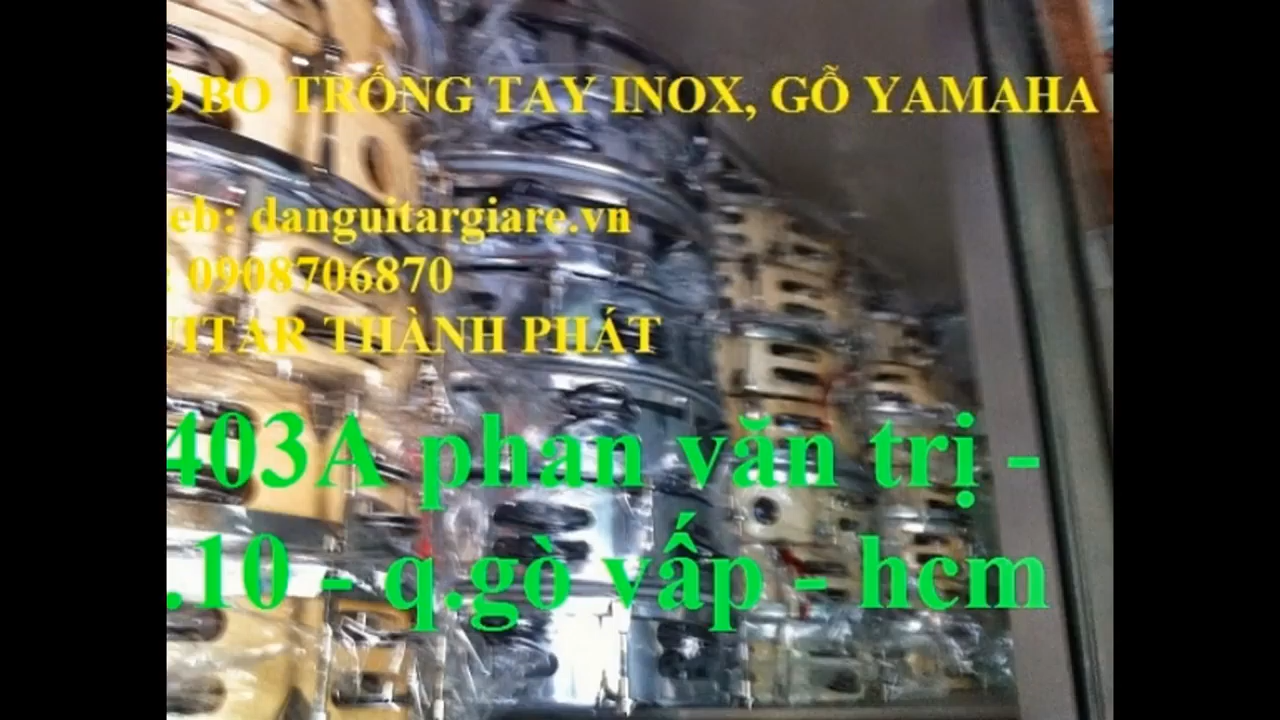 BO TRỐNG TAY INOX, GỖ YAMAHA
eb: danguitargiare.vn
: 0908706870
UITAR THÀNH PHÁT
403A phan văn trị -
.10 - q.gò vấp - hcm